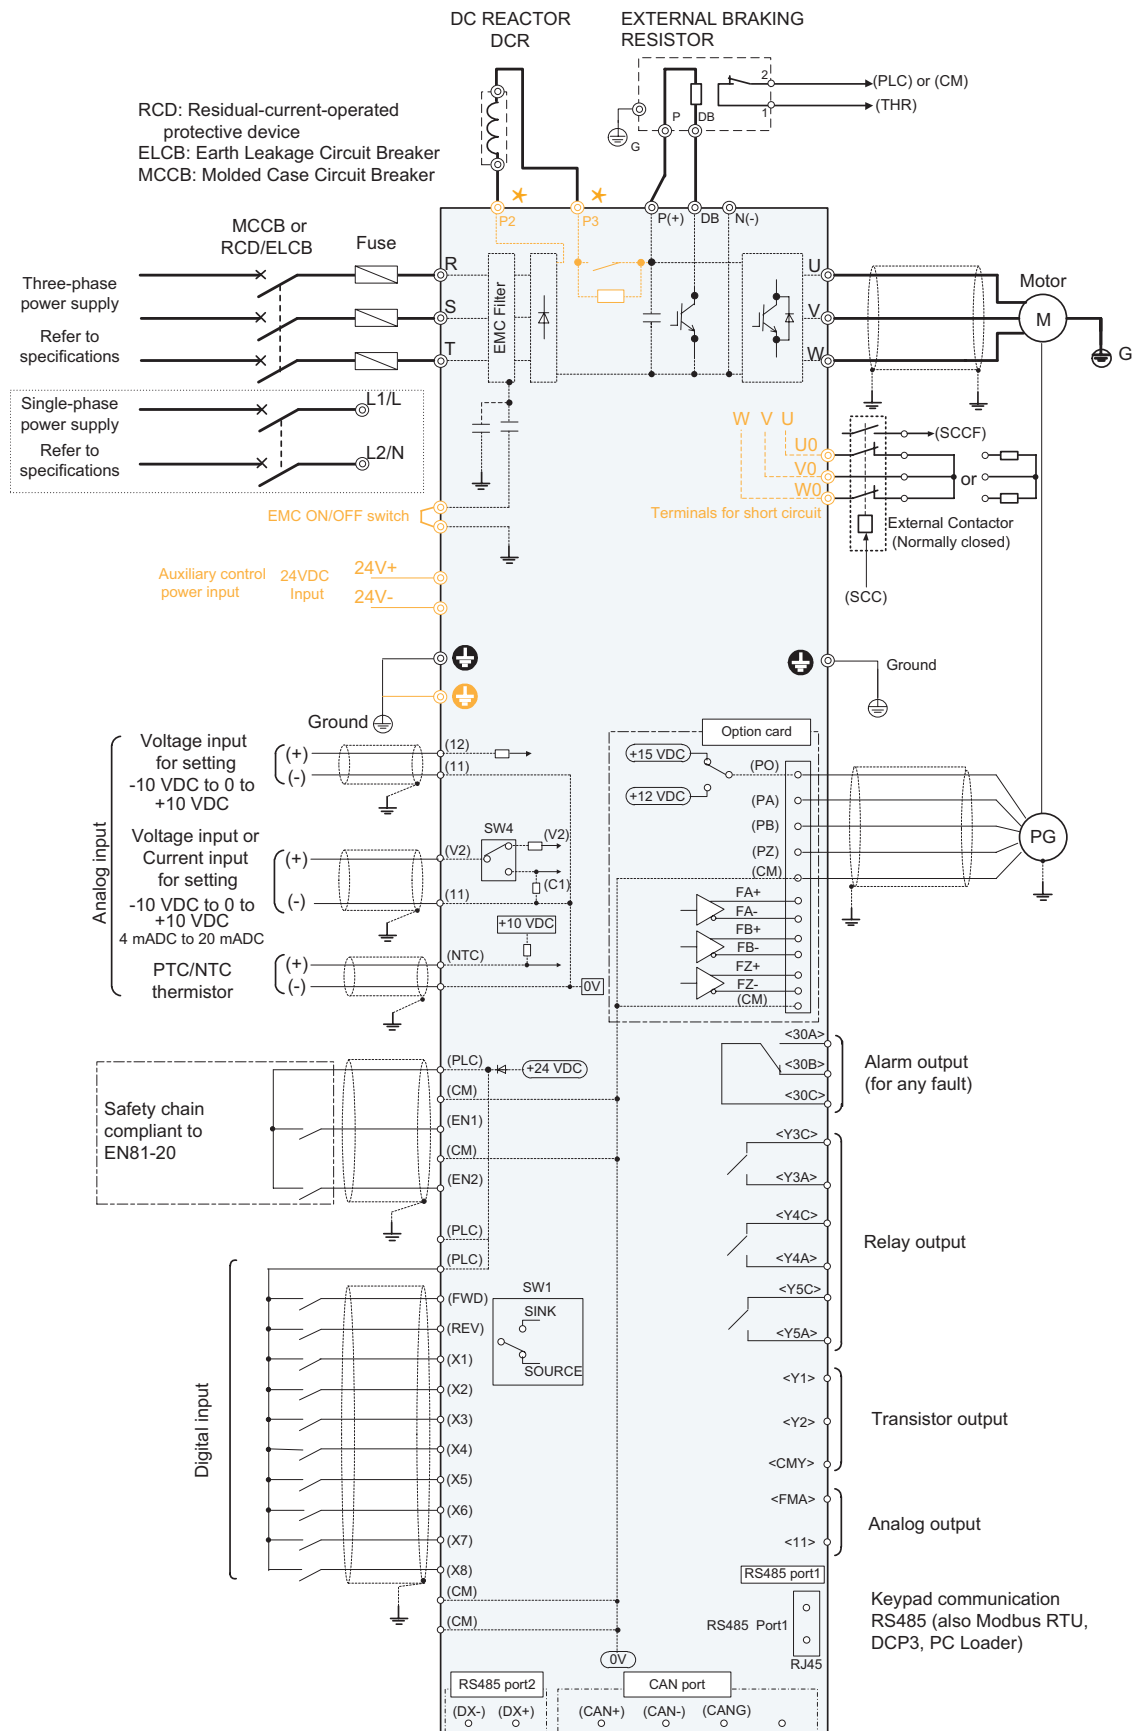 DC REACTOR
DCR
EXTERNAL BRAKING
RESISTOR
2
(PLC) or (CM)
1
(THR)
P
DB
G
RCD: Residual-current-operated
protective device
ELCB: Earth Leakage Circuit Breaker
MCCB: Molded Case Circuit Breaker
P2
P3
P(+)
DB
N(-)
MCCB or
RCD/ELCB
Fuse
Three-phase
power supply
Refer to
specifications
R
S
T
EMC Filter
U
V
W
Motor
M
G
Single-phase
power supply
Refer to
specifications
L1/L
L2/N
W V U
U0
V0
W0
Terminals for short circuit
(SCCF)
or
External Contactor
(Normally closed)
(SCC)
EMC ON/OFF switch
Auxiliary control
power input
24VDC
Input
24V+
24V-
Ground
Ground
Analog input
Voltage input
for setting
-10 VDC to 0 to
+10 VDC
(+)
(-)
(12)
(11)
Voltage input or
Current input
for setting
-10 VDC to 0 to
+10 VDC
4 mADC to 20 mADC
(+)
(-)
(V2)
(11)
SW4
(V2)
(C1)
+10 VDC
PTC/NTC
thermistor
(+)
(-)
(NTC)
0V
Option card
+15 VDC
+12 VDC
(PO)
(PA)
(PB)
(PZ)
(CM)
FA+
FA-
FB+
FB-
FZ+
FZ-
(CM)
PG
Safety chain
compliant to
EN81-20
(PLC)
+24 VDC
(CM)
(EN1)
(CM)
(EN2)
(PLC)
(PLC)
<30A>
<30B>
<30C>
Alarm output
(for any fault)
<Y3C>
<Y3A>
<Y4C>
<Y4A>
<Y5C>
<Y5A>
Relay output
Digital input
(FWD)
(REV)
(X1)
(X2)
(X3)
(X4)
(X5)
(X6)
(X7)
(X8)
(CM)
(CM)
SW1
SINK
SOURCE
<Y1>
<Y2>
<CMY>
Transistor output
<FMA>
<11>
Analog output
RS485 port1
RS485 Port1
RJ45
Keypad communication
RS485 (also Modbus RTU,
DCP3, PC Loader)
0V
RS485 port2
(DX-) (DX+)
CAN port
(CAN+) (CAN-) (CANG)